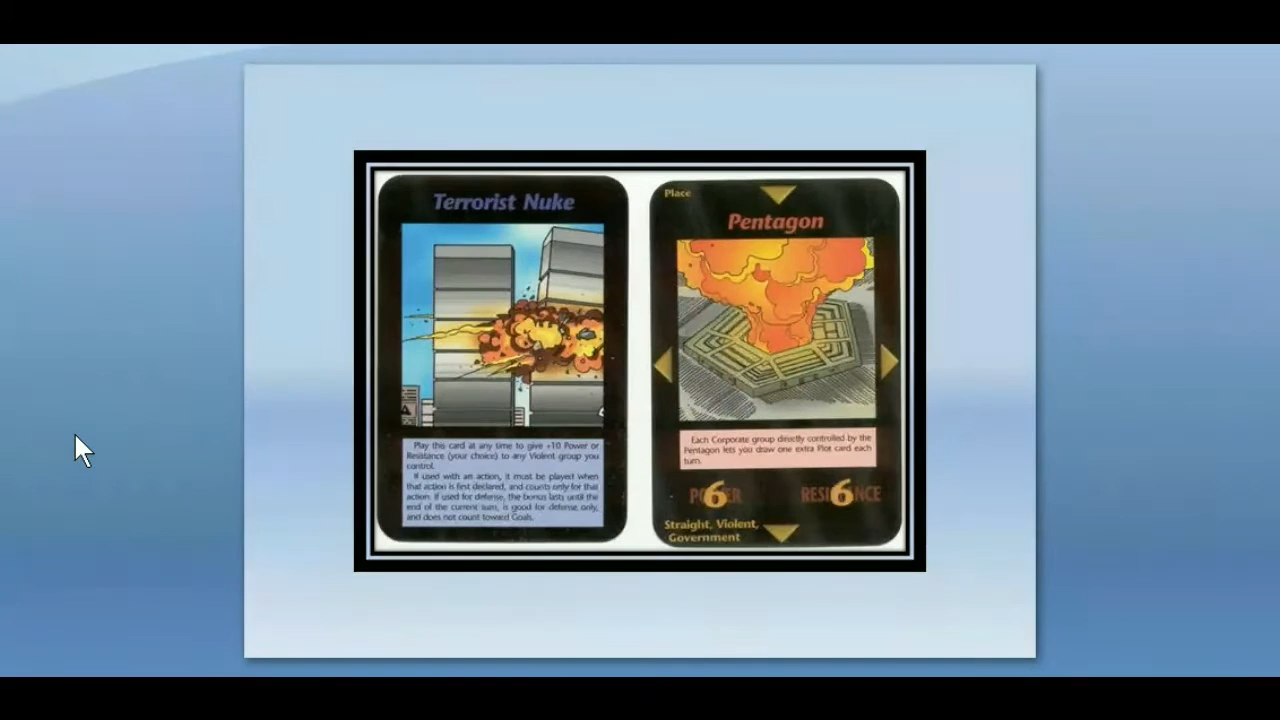 Terrorist Nuke
Play this card at any time to give +10 Power or
Resistance (your choice) to any Violent group you
control.
If used with an action, it must be played when
that action is first declared, and counts only for that
action. If used for defense, the bonus lasts until the
end of the current turn, is good for defense only,
and does not count toward Goals.
Place
Pentagon
Each Corporate group directly controlled by the
Pentagon lets you draw one extra Plot card each
turn.
POWER 6
RESISTANCE 6
Straight, Violent,
Government